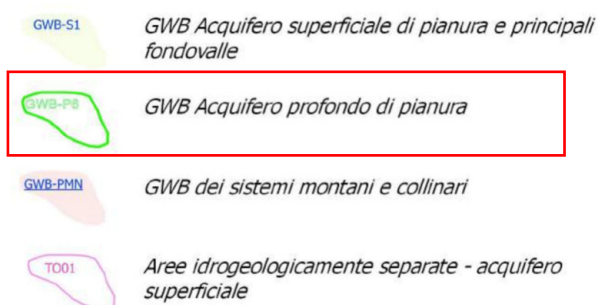 GWB-S1 GWB Acquifero superficiale di pianura e principali
fondovalle
GWB-P6 GWB Acquifero profondo di pianura
GWB-PMN GWB dei sistemi montani e collinari
TO01 Aree idrogeologicamente separate - acquifero
superficiale